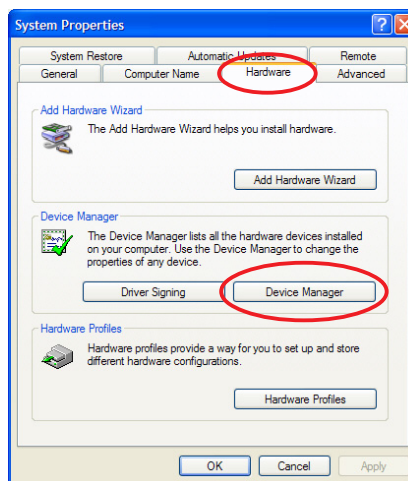 System Properties
System Restore Automatic Updates Remote
General Computer Name Hardware Advanced
Add Hardware Wizard
The Add Hardware Wizard helps you install hardware.
Add Hardware Wizard
Device Manager
The Device Manager lists all the hardware devices installed
on your computer. Use the Device Manager to change the
properties of any device.
Driver Signing Device Manager
Hardware Profiles
Hardware profiles provide a way for you to set up and store
different hardware configurations.
Hardware Profiles
OK Cancel Apply